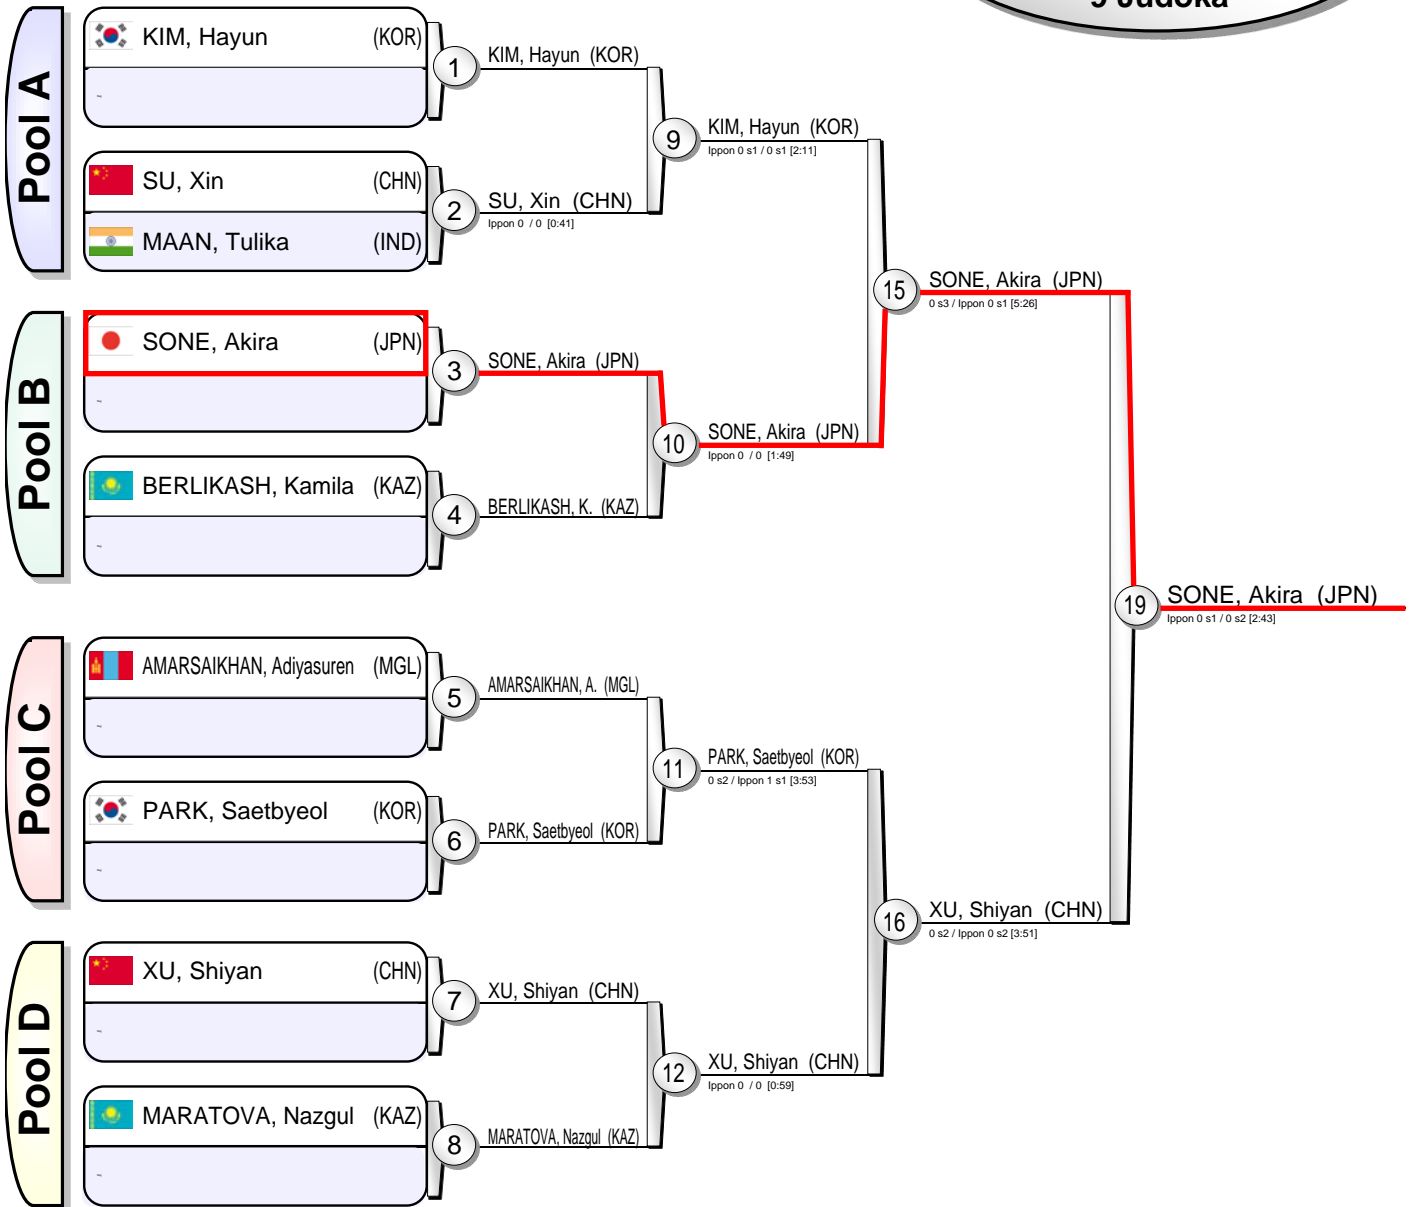 9 Judoka
Pool A
KIM, Hayun (KOR)
-
1
KIM, Hayun (KOR)
SU, Xin (CHN)
MAAN, Tulika (IND)
2
SU, Xin (CHN)
Ippon 0 / 0 [0:41]
9
KIM, Hayun (KOR)
Ippon 0 s1 / 0 s1 [2:11]
Pool B
SONE, Akira (JPN)
-
3
SONE, Akira (JPN)
BERLIKASH, Kamila (KAZ)
-
4
BERLIKASH, K. (KAZ)
10
SONE, Akira (JPN)
Ippon 0 / 0 [1:49]
15
SONE, Akira (JPN)
0 s3 / Ippon 0 s1 [5:26]
Pool C
AMARSAIKHAN, Adiyasuren (MGL)
-
5
AMARSAIKHAN, A. (MGL)
PARK, Saetbyeol (KOR)
-
6
PARK, Saetbyeol (KOR)
11
PARK, Saetbyeol (KOR)
0 s2 / Ippon 1 s1 [3:53]
Pool D
XU, Shiyan (CHN)
-
7
XU, Shiyan (CHN)
MARATOVA, Nazgul (KAZ)
-
8
MARATOVA, Nazgul (KAZ)
12
XU, Shiyan (CHN)
Ippon 0 / 0 [0:59]
16
XU, Shiyan (CHN)
0 s2 / Ippon 0 s2 [3:51]
19
SONE, Akira (JPN)
Ippon 0 s1 / 0 s2 [2:43]